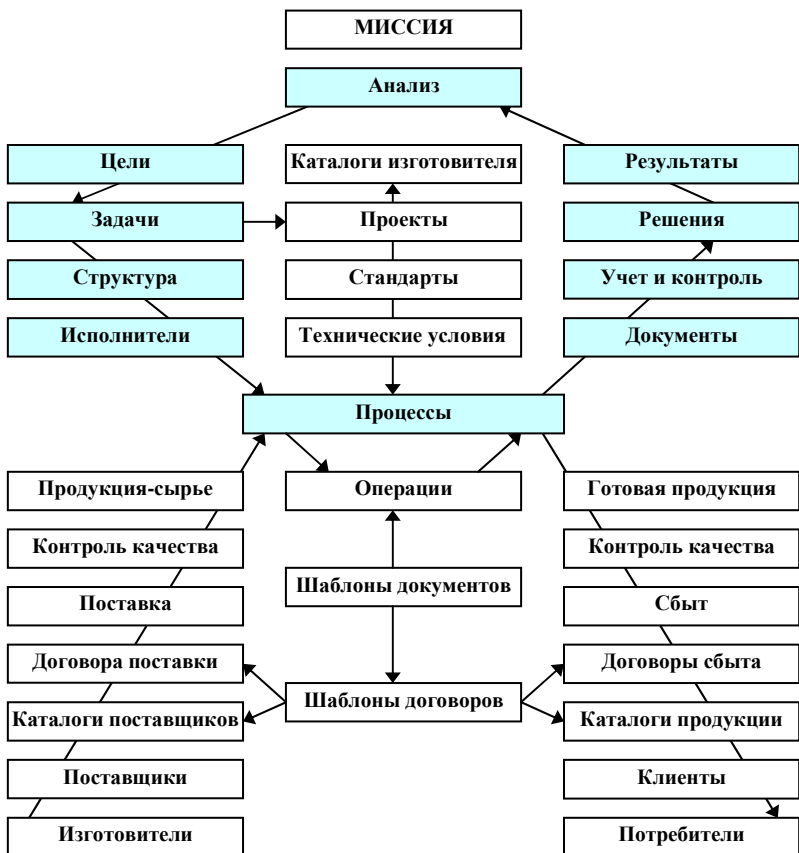 МИССИЯ
Анализ
Цели
Каталоги изготовителя
Результаты
Задачи
Проекты
Решения
Структура
Стандарты
Учет и контроль
Исполнители
Технические условия
Документы
Процессы
Продукция-сырье
Операции
Готовая продукция
Контроль качества
Контроль качества
Шаблоны документов
Поставка
Сбыт
Договора поставки
Договоры сбыта
Шаблоны договоров
Каталоги поставщиков
Каталоги продукции
Поставщики
Клиенты
Изготовители
Потребители